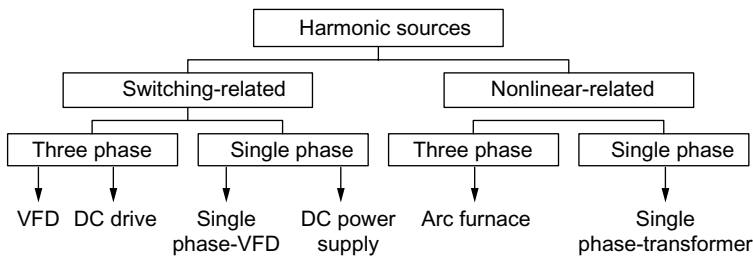 Harmonic sources
Switching-related
Nonlinear-related
Three phase
Single phase
Three phase
Single phase
VFD
DC drive
Single
phase-VFD
DC power
supply
Arc furnace
Single
phase-transformer